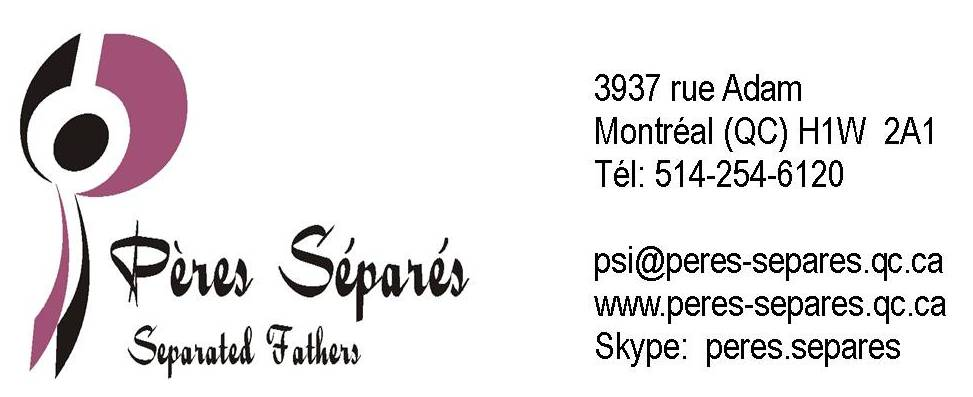 Pères Séparés
Separated Fathers
3937 rue Adam
Montréal (QC) H1W  2A1
Tél: 514-254-6120
psi@peres-separes.qc.ca
www.peres-separes.qc.ca
Skype:  peres.separes